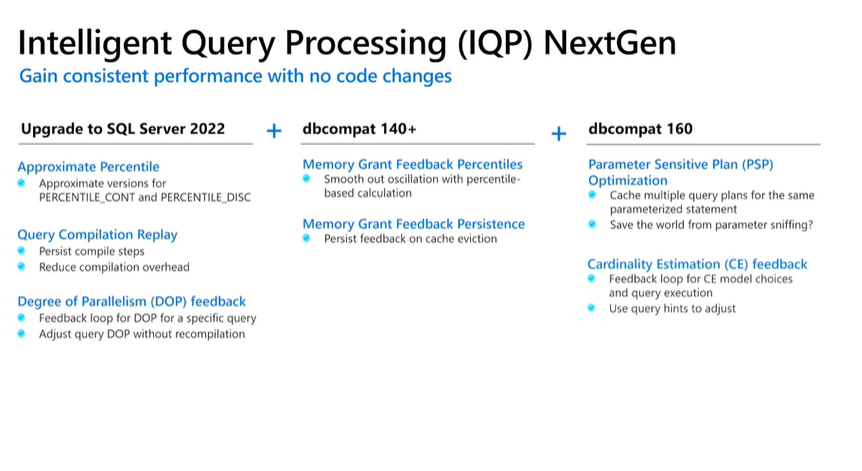 Intelligent Query Processing (IQP) NextGen
Gain consistent performance with no code changes
Upgrade to SQL Server 2022
+
dbcompat 140+
+
dbcompat 160
Approximate Percentile
Approximate versions for
PERCENTILE_CONT and PERCENTILE_DISC
Query Compilation Replay
Persist compile steps
Reduce compilation overhead
Degree of Parallelism (DOP) feedback
Feedback loop for DOP for a specific query
Adjust query DOP without recompilation
Memory Grant Feedback Percentiles
Smooth out oscillation with percentile-
based calculation
Memory Grant Feedback Persistence
Persist feedback on cache eviction
Parameter Sensitive Plan (PSP)
Optimization
Cache multiple query plans for the same
parameterized statement
Save the world from parameter sniffing?
Cardinality Estimation (CE) feedback
Feedback loop for CE model choices
and query execution
Use query hints to adjust